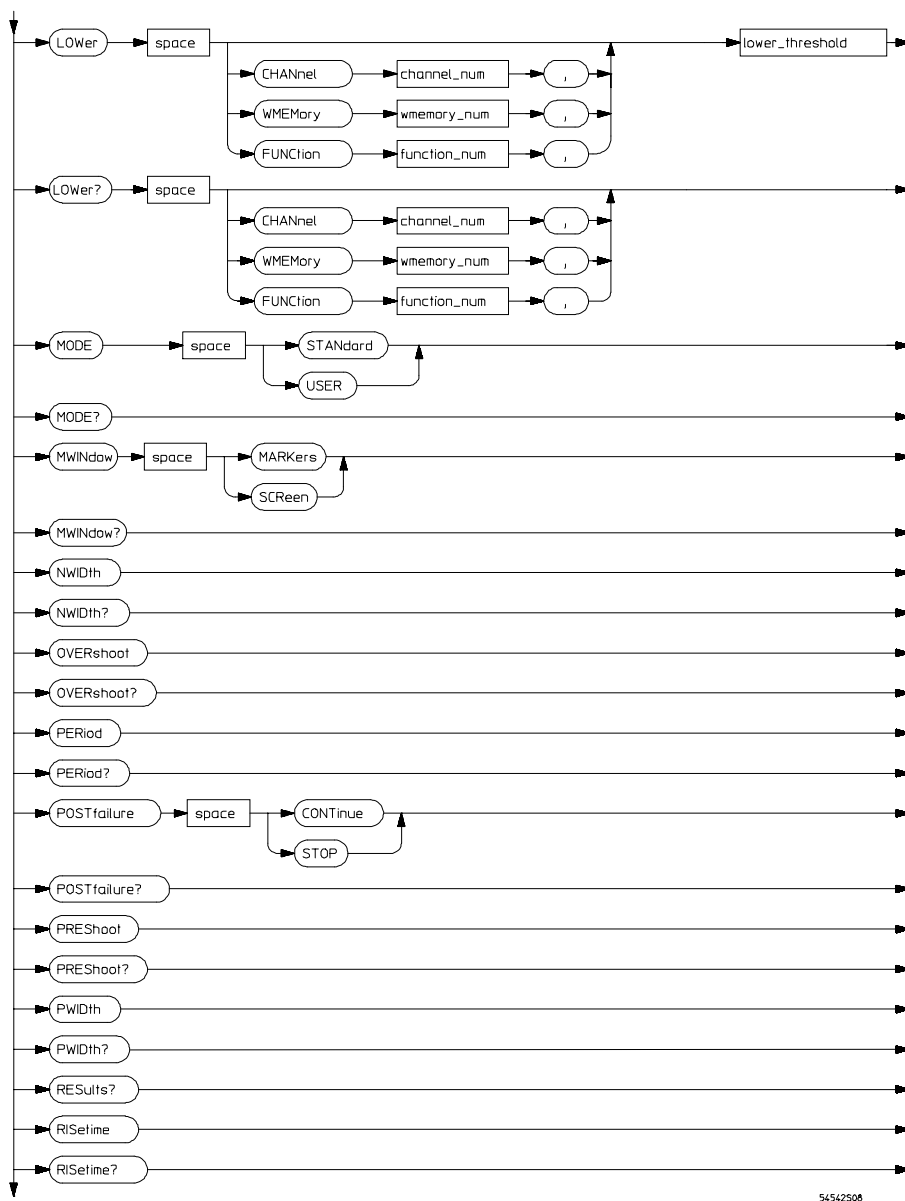 LOWer space lower_threshold
CHANnel channel_num ,
WMEMory wmemory_num ,
FUNCtion function_num ,
LOWer? space
CHANnel channel_num ,
WMEMory wmemory_num ,
FUNCtion function_num ,
MODE space STANdard
USER
MODE?
MWINdow space MARKers
SCReen
MWINdow?
NWIDth
NWIDth?
OVERshoot
OVERshoot?
PERiod
PERiod?
POSTfailure space CONTinue
STOP
POSTfailure?
PREShoot
PREShoot?
PWIDth
PWIDth?
RESults?
RISetime
RISetime?
54542S08